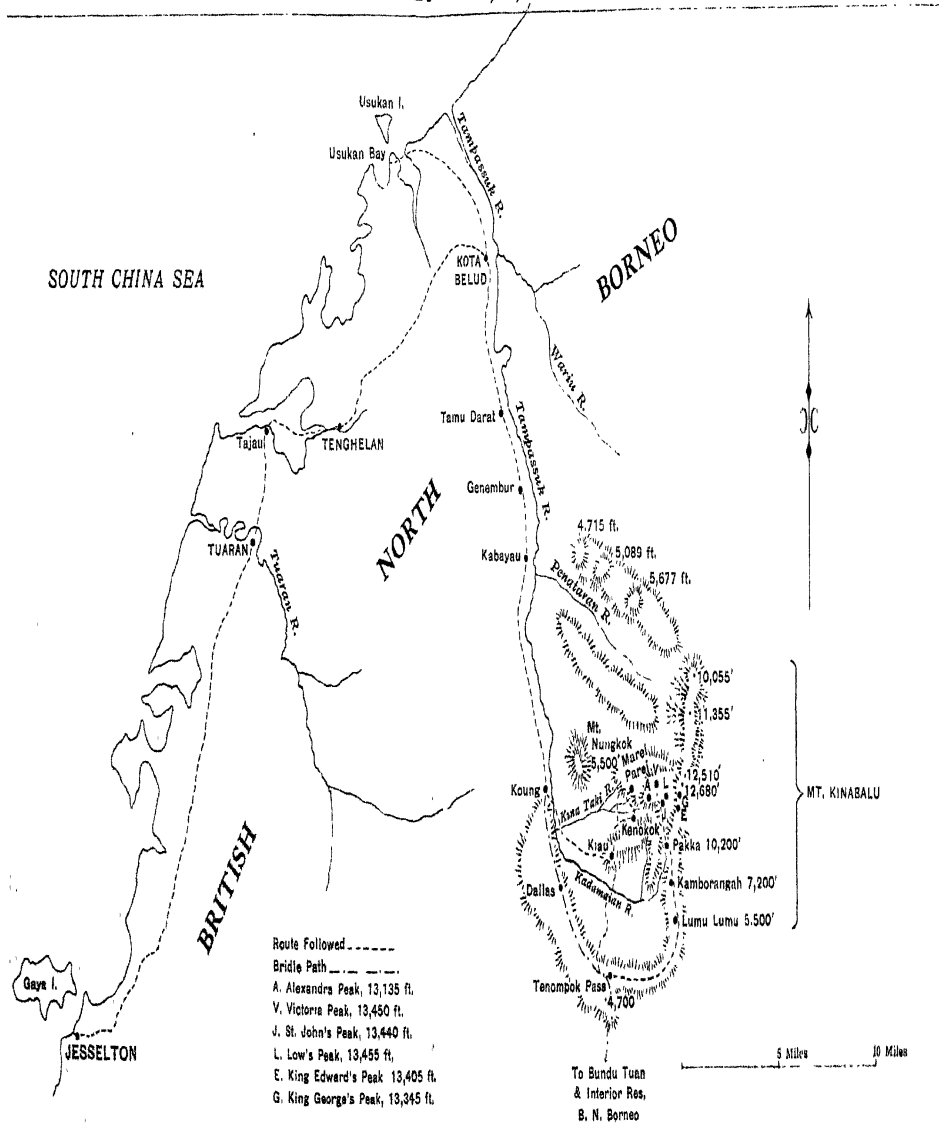 Usukan I.
Usukan Bay
Tampassuk R.
KOTA
BELUD
BORNEO
SOUTH CHINA SEA
Wariu R.
Tamu Darat
Tampassuk R.
Tajau
TENGHELAN
Genembur
NORTH
TUARAN
Tuaran R.
Kabayau
4,715 ft.
5,089 ft.
5,677 ft.
Penataran R.
10,055'
11,355'
Mt.
Nungkok
5,500'
Marei
Parei
V
12,510'
A
L
12,680'
MT. KINABALU
Koung
Kina Taki R.
G
Kenokok
Kiau
Pakka 10,200'
Dallas
Kadamaian R.
Kamborangah 7,200'
Lumu Lumu 5.500'
BRITISH
Tenompok Pass
4,700
Gaya I.
JESSELTON
Route Followed
Bridle Path
A. Alexandra Peak, 13,135 ft.
V. Victoria Peak, 13,450 ft.
J. St. John's Peak, 13,440 ft.
L. Low's Peak, 13,455 ft.
E. King Edward's Peak 13,405 ft.
G. King George's Peak, 13,345 ft.
5 Miles
10 Miles
To Bundu Tuan
& Interior Res,
B. N. Borneo